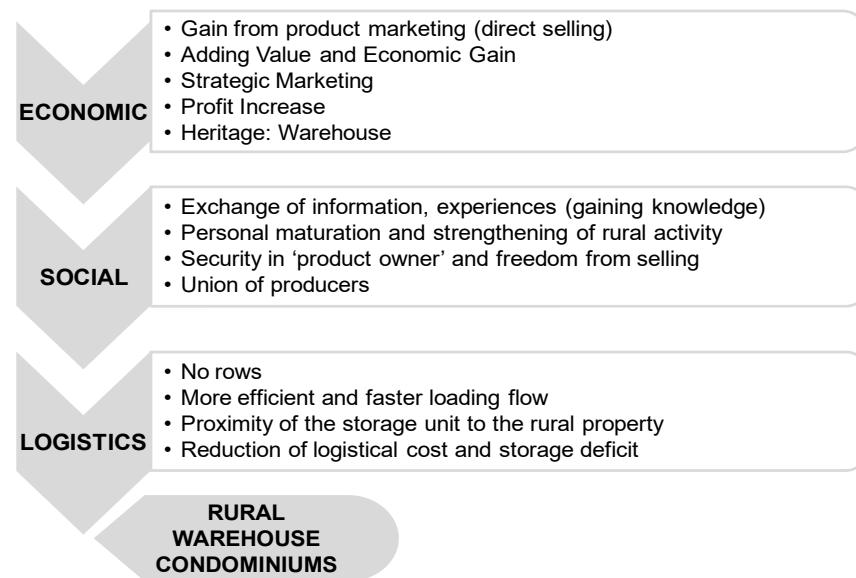 ECONOMIC
• Gain from product marketing (direct selling)
• Adding Value and Economic Gain
• Strategic Marketing
• Profit Increase
• Heritage: Warehouse
SOCIAL
• Exchange of information, experiences (gaining knowledge)
• Personal maturation and strengthening of rural activity
• Security in ‘product owner’ and freedom from selling
• Union of producers
LOGISTICS
• No rows
• More efficient and faster loading flow
• Proximity of the storage unit to the rural property
• Reduction of logistical cost and storage deficit
RURAL
WAREHOUSE
CONDOMINIUMS